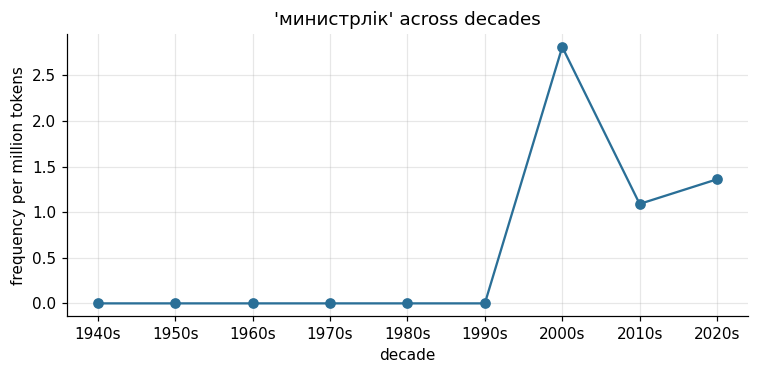 'министрлік' across decades
frequency per million tokens
2.5
2.0
1.5
1.0
0.5
0.0
1940s 1950s 1960s 1970s 1980s 1990s 2000s 2010s 2020s
decade